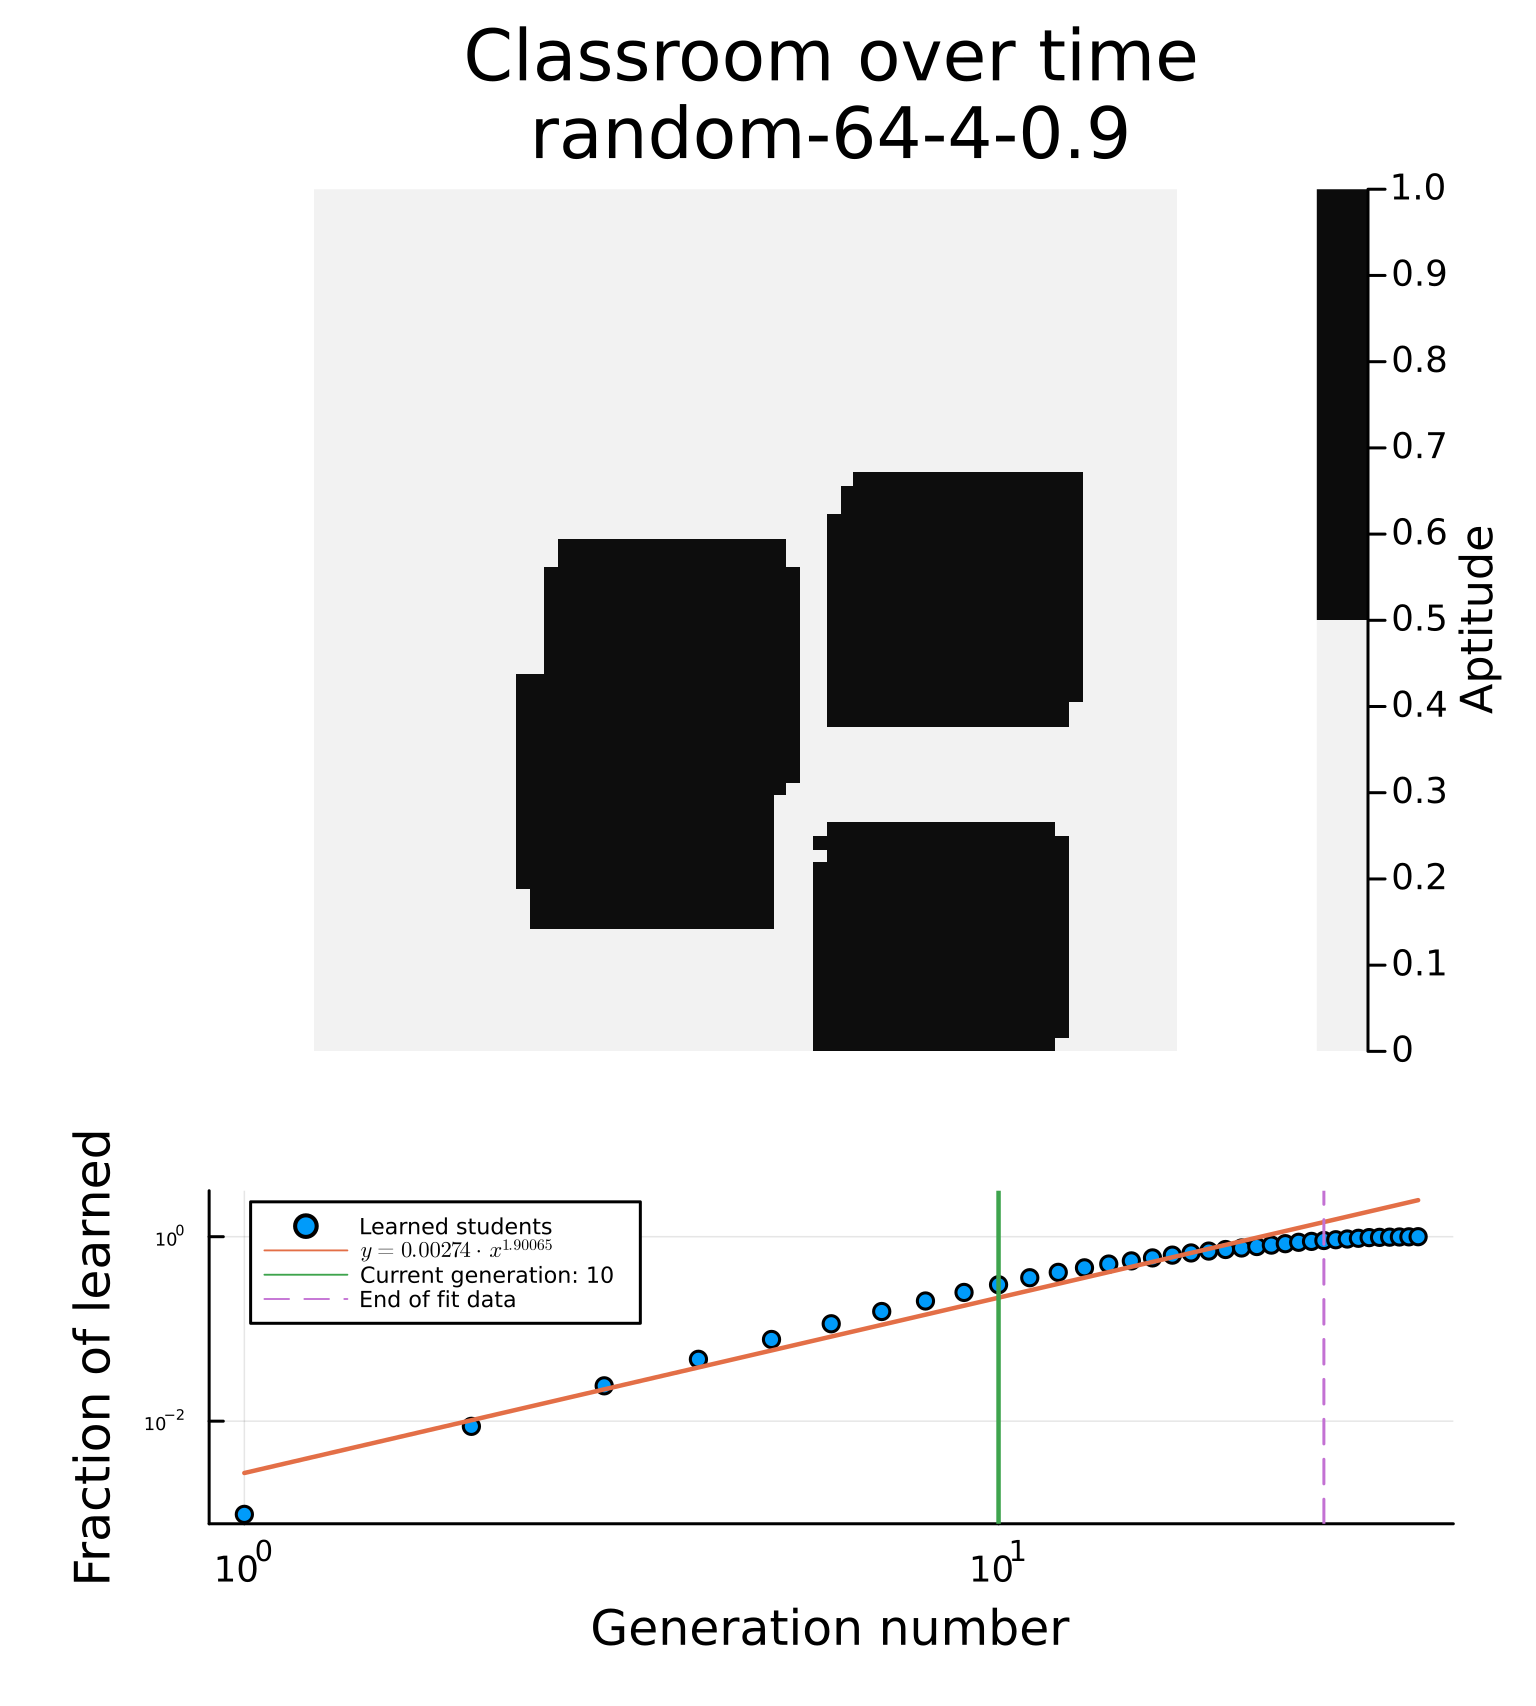 Classroom over time
random-64-4-0.9
1.0
0.9
0.8
0.7
0.6
0.5
0.4
0.3
0.2
0.1
0
Aptitude
Fraction of learned
10^0
10^−2
Learned students
y = 0.00274 · x^1.90065
Current generation: 10
End of fit data
10^0
10^1
Generation number